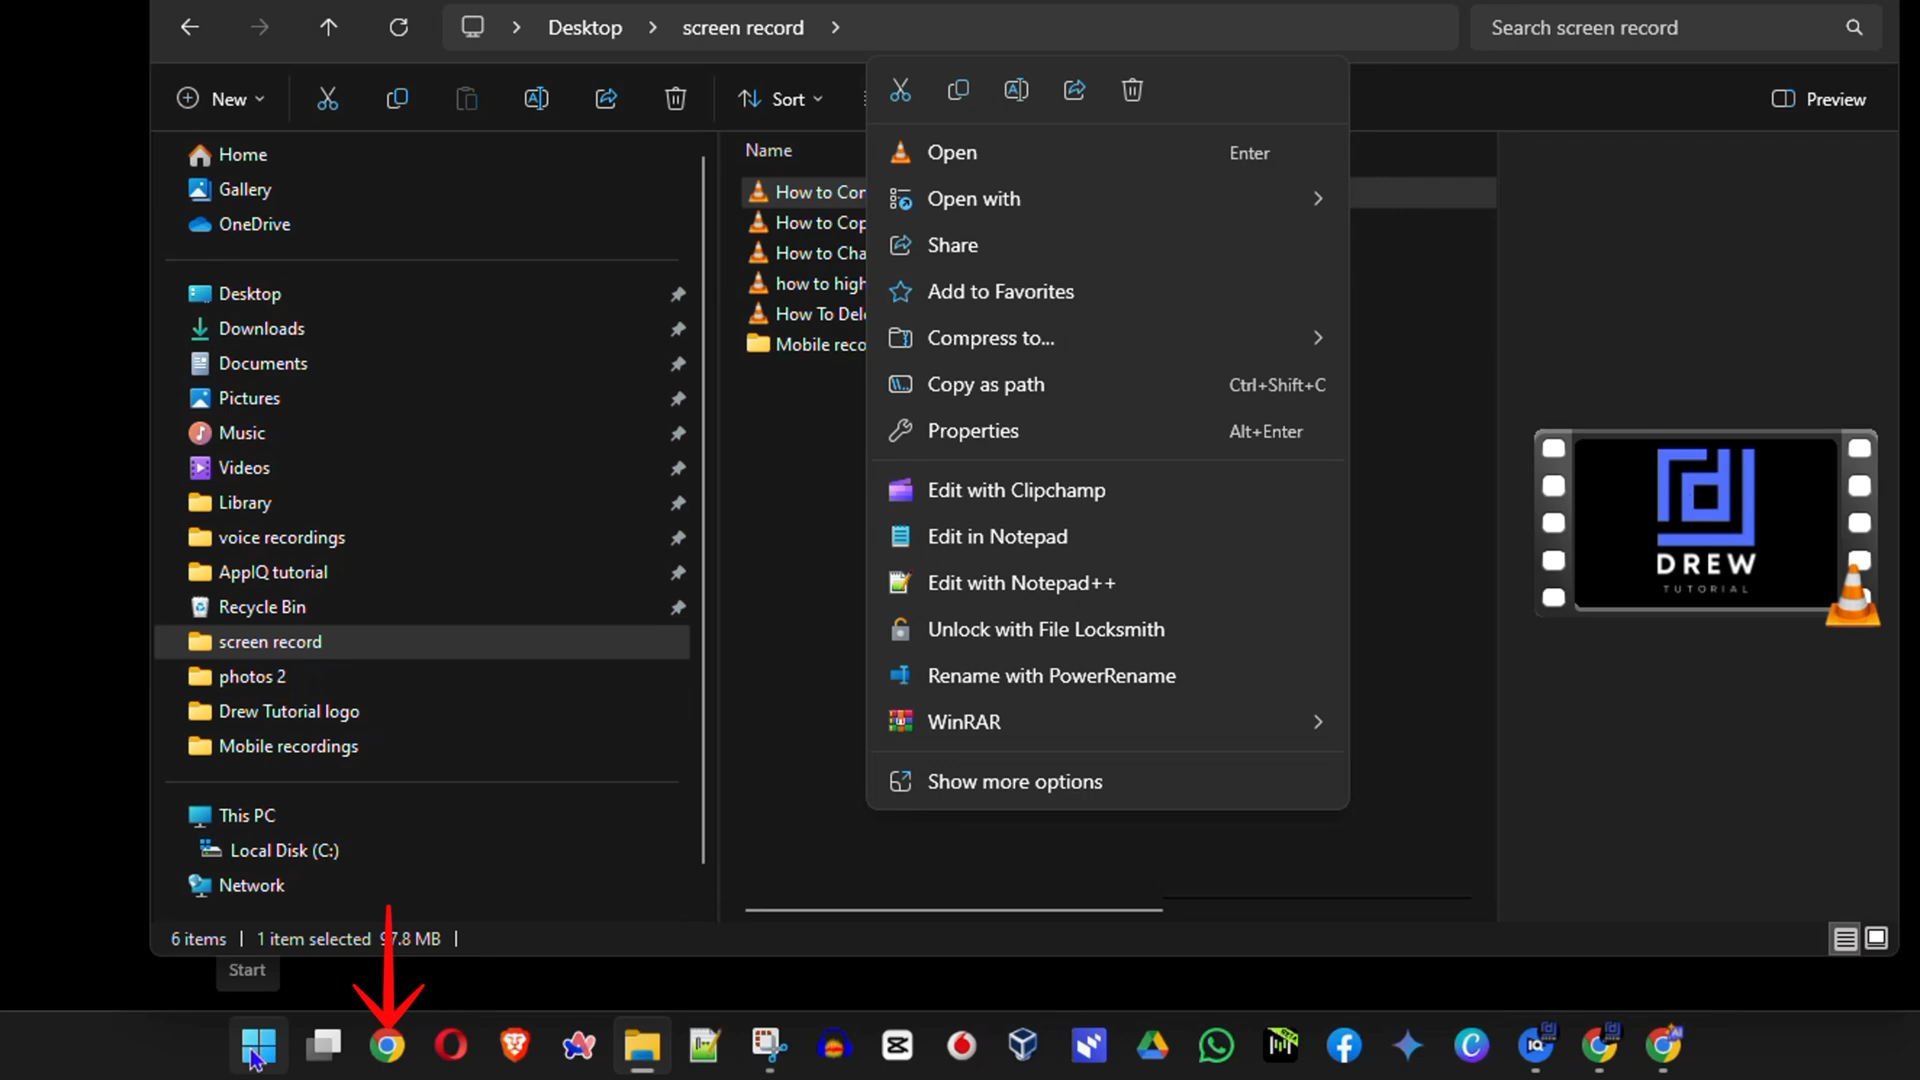 Desktop
screen record
Search screen record
New
Sort
Preview
Home
Gallery
OneDrive
Desktop
Downloads
Documents
Pictures
Music
Videos
Library
voice recordings
AppIQ tutorial
Recycle Bin
screen record
photos 2
Drew Tutorial logo
Mobile recordings
This PC
Local Disk (C:)
Network
Name
How to Con
How to Cop
How to Cha
how to high
How To Dele
Mobile reco
Open Enter
Open with
Share
Add to Favorites
Compress to...
Copy as path Ctrl+Shift+C
Properties Alt+Enter
Edit with Clipchamp
Edit in Notepad
Edit with Notepad++
Unlock with File Locksmith
Rename with PowerRename
WinRAR
Show more options
DREW
TUTORIAL
6 items 1 item selected 97.8 MB
Start